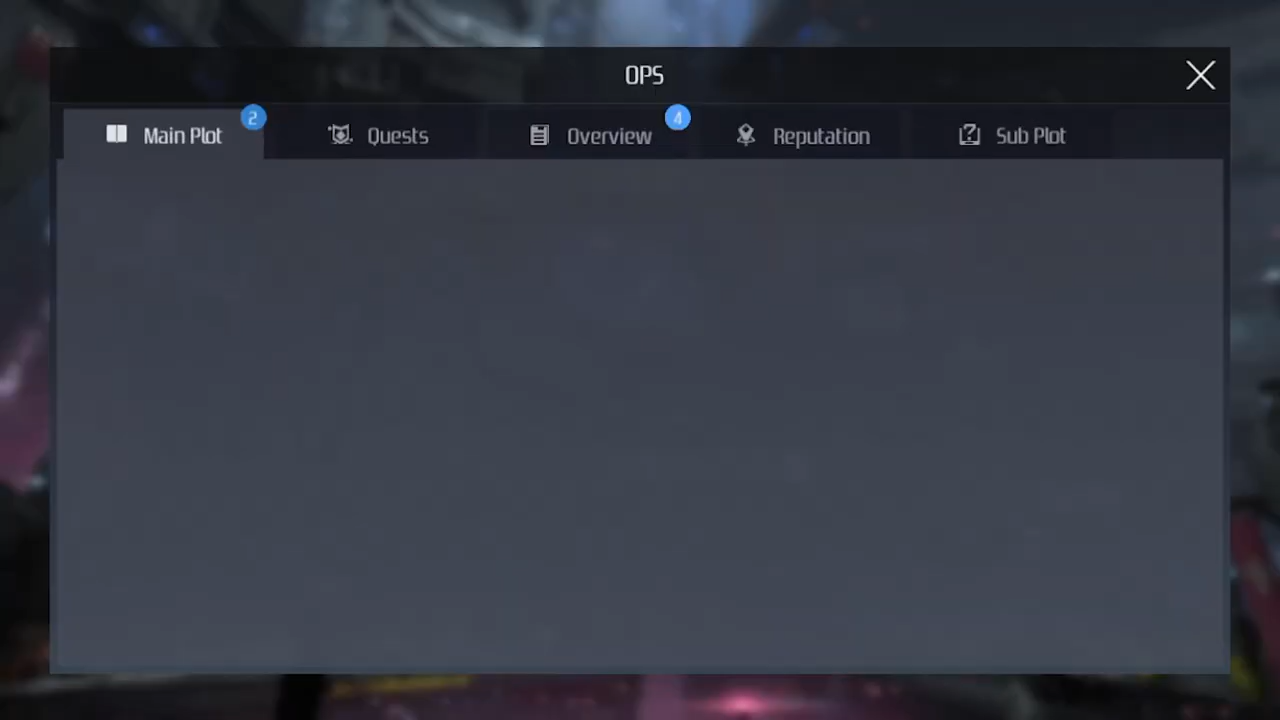 OPS
Main Plot 2
Quests
Overview 4
Reputation
Sub Plot